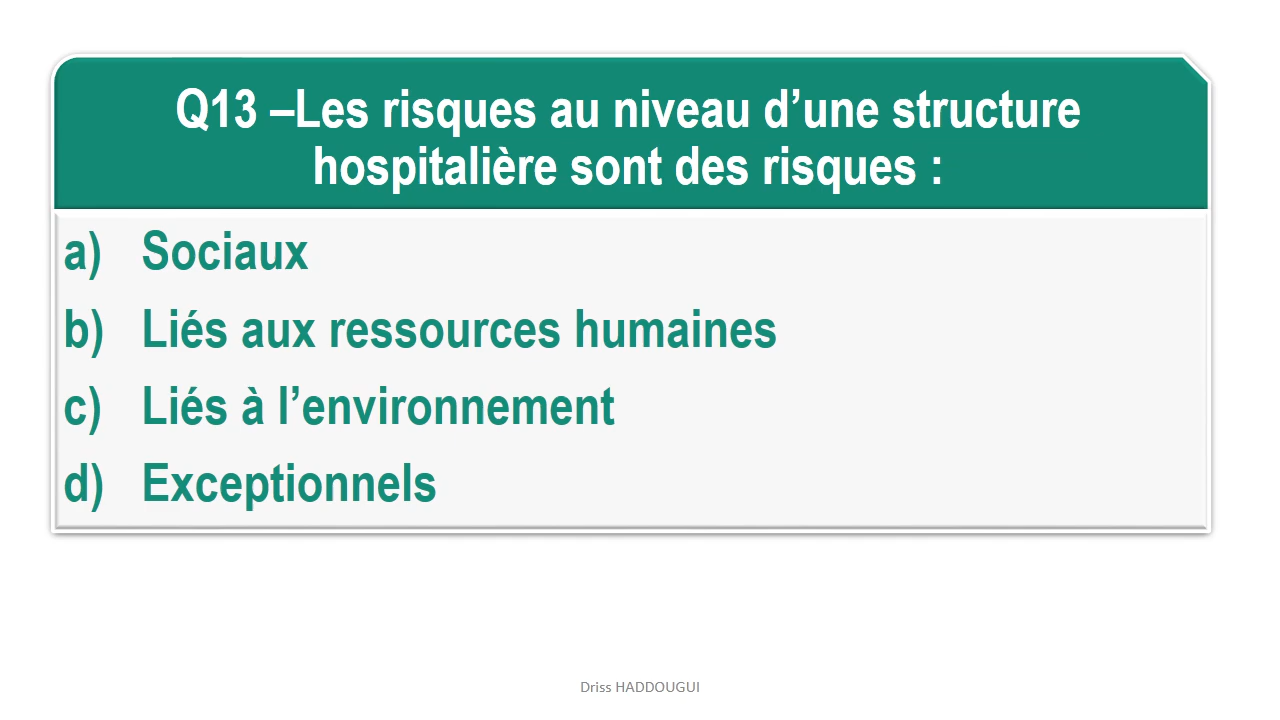 Q13 –Les risques au niveau d’une structure
hospitalière sont des risques :
a) Sociaux
b) Liés aux ressources humaines
c) Liés à l’environnement
d) Exceptionnels
Driss HADDOUGUI